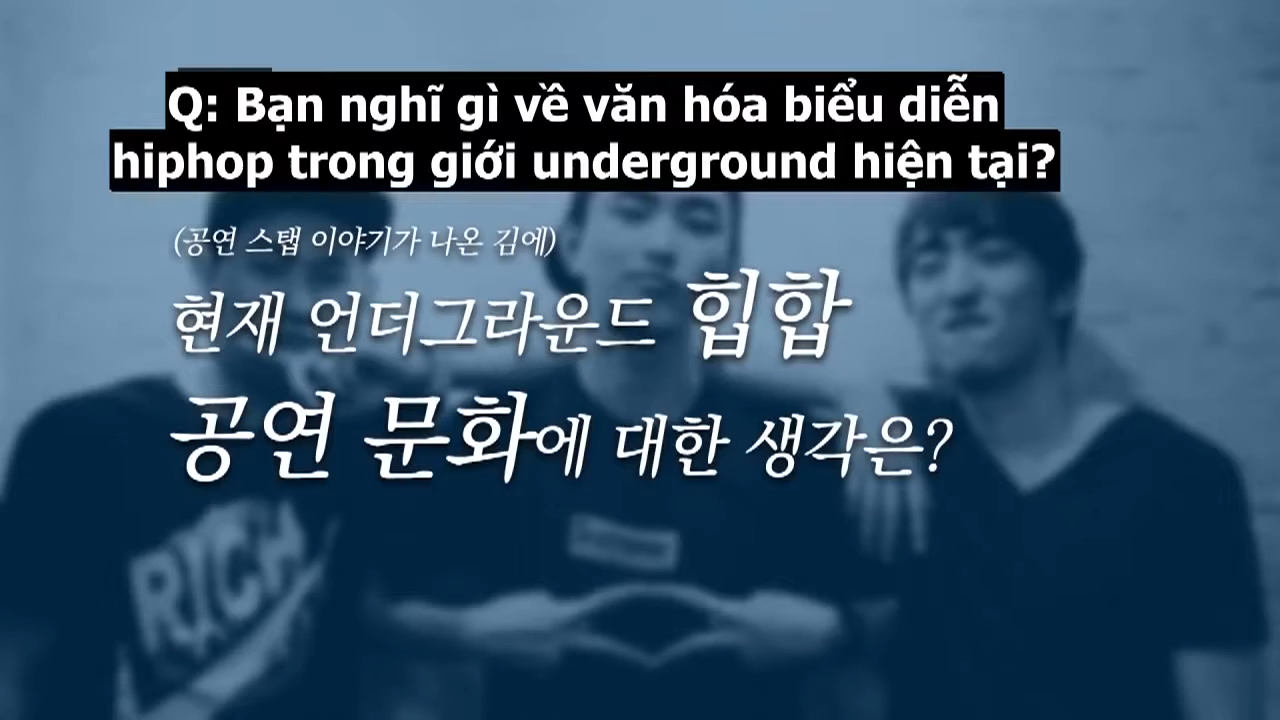 Q: Bạn nghĩ gì về văn hóa biểu diễn
hiphop trong giới underground hiện tại?
(공연 스탭 이야기가 나온 김에)
현재 언더그라운드 힙합
공연 문화에 대한 생각은?
RICH